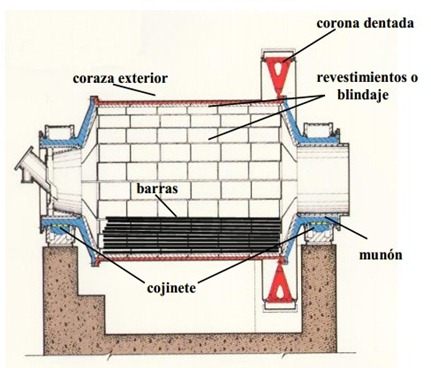 corona dentada
coraza exterior
revestimientos o
blindaje
barras
munón
cojinete